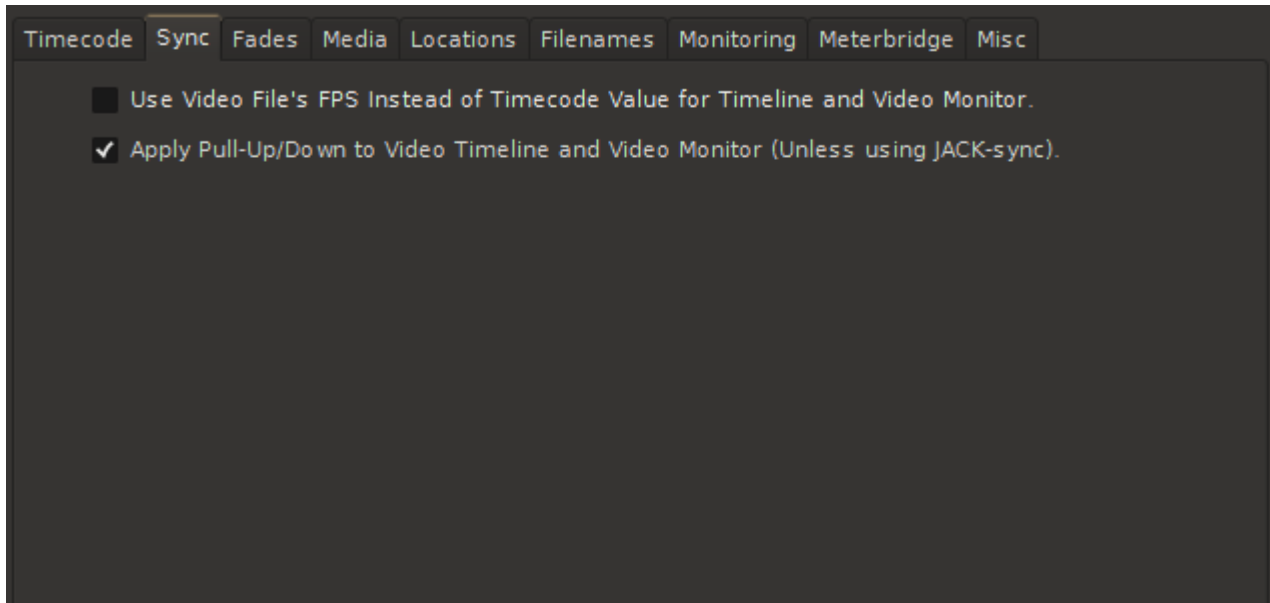 Timecode Sync Fades Media Locations Filenames Monitoring Meterbridge Misc
Use Video File's FPS Instead of Timecode Value for Timeline and Video Monitor.
Apply Pull-Up/Down to Video Timeline and Video Monitor (Unless using JACK-sync).